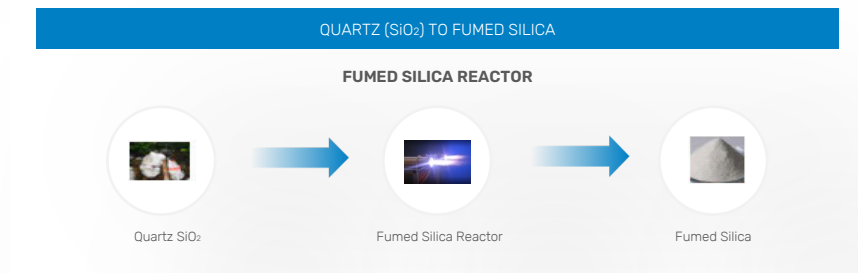 QUARTZ (SiO₂) TO FUMED SILICA
FUMED SILICA REACTOR
Quartz SiO₂
Fumed Silica Reactor
Fumed Silica